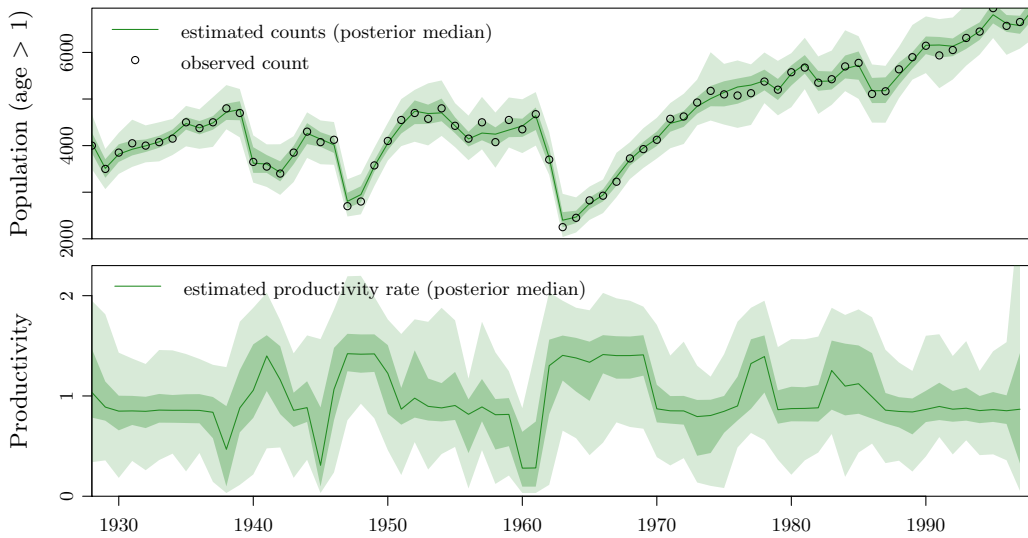 estimated counts (posterior median)
observed count
Population (age > 1)
6000
4000
2000
estimated productivity rate (posterior median)
Productivity
2
1
0
1930 1940 1950 1960 1970 1980 1990